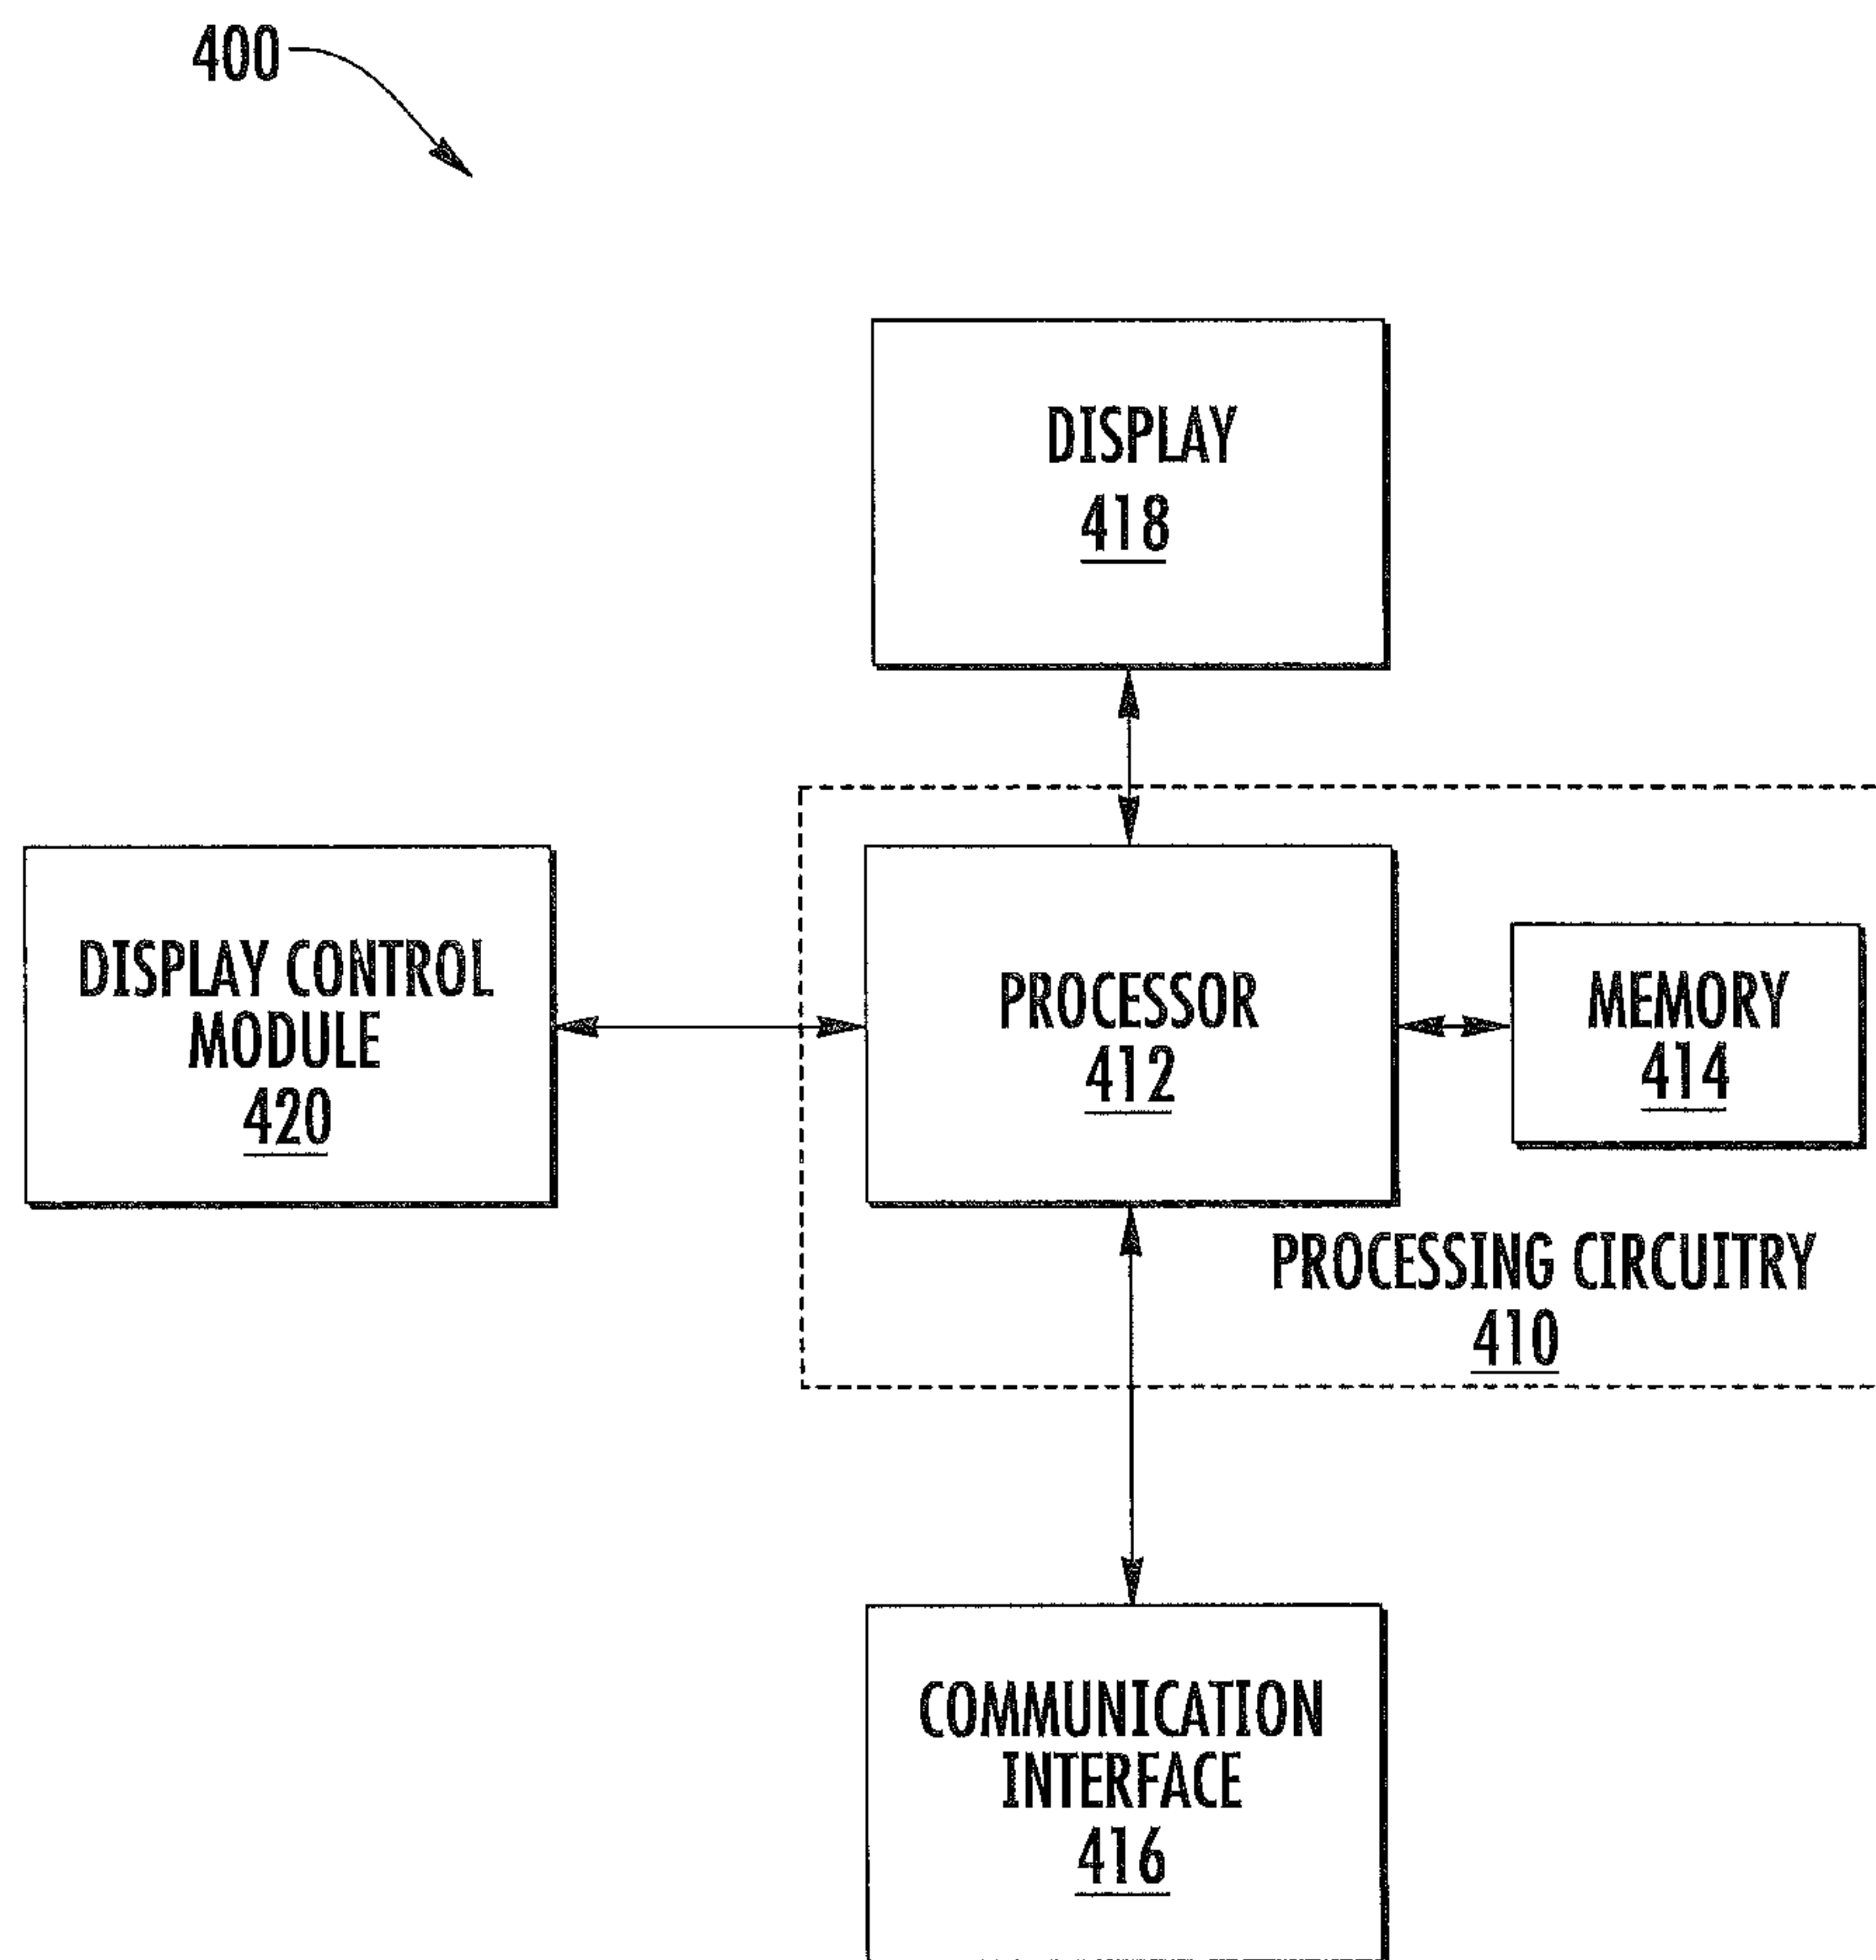 400
DISPLAY
418
DISPLAY CONTROL
MODULE
420
PROCESSOR
412
MEMORY
414
PROCESSING CIRCUITRY
410
COMMUNICATION
INTERFACE
416